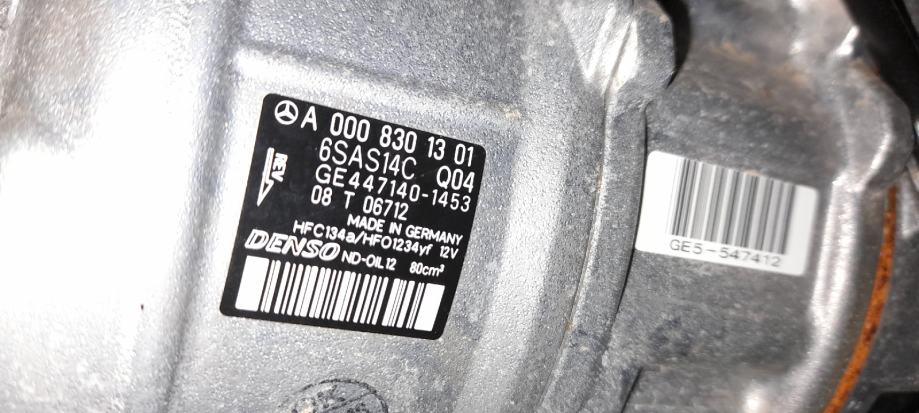 A 000 830 13 01
6SAS14C Q04
REV
GE447140-1453
08 T 06712
MADE IN GERMANY
HFC134a/HFO1234yf 12V
DENSO ND-OIL12 80cm³
GE5-547412